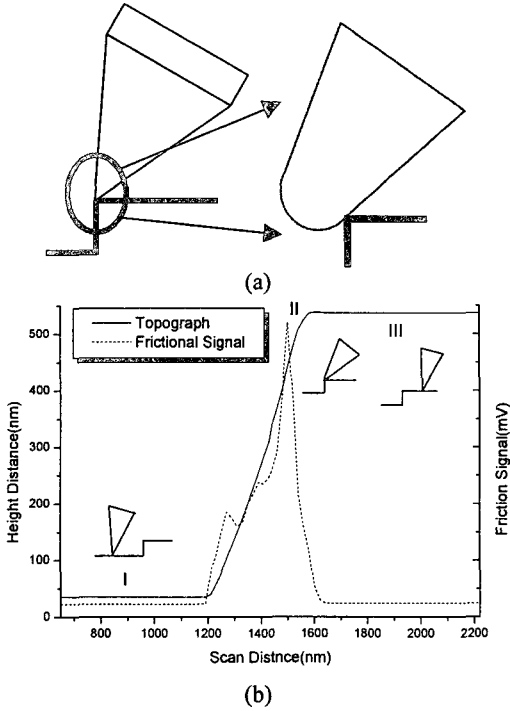 (a)
II
Topograph
Frictional Signal
III
I
500
400
300
200
100
0
Height Distance(nm)
Friction Signal(mV)
800 1000 1200 1400 1600 1800 2000 2200
Scan Distnce(nm)
(b)